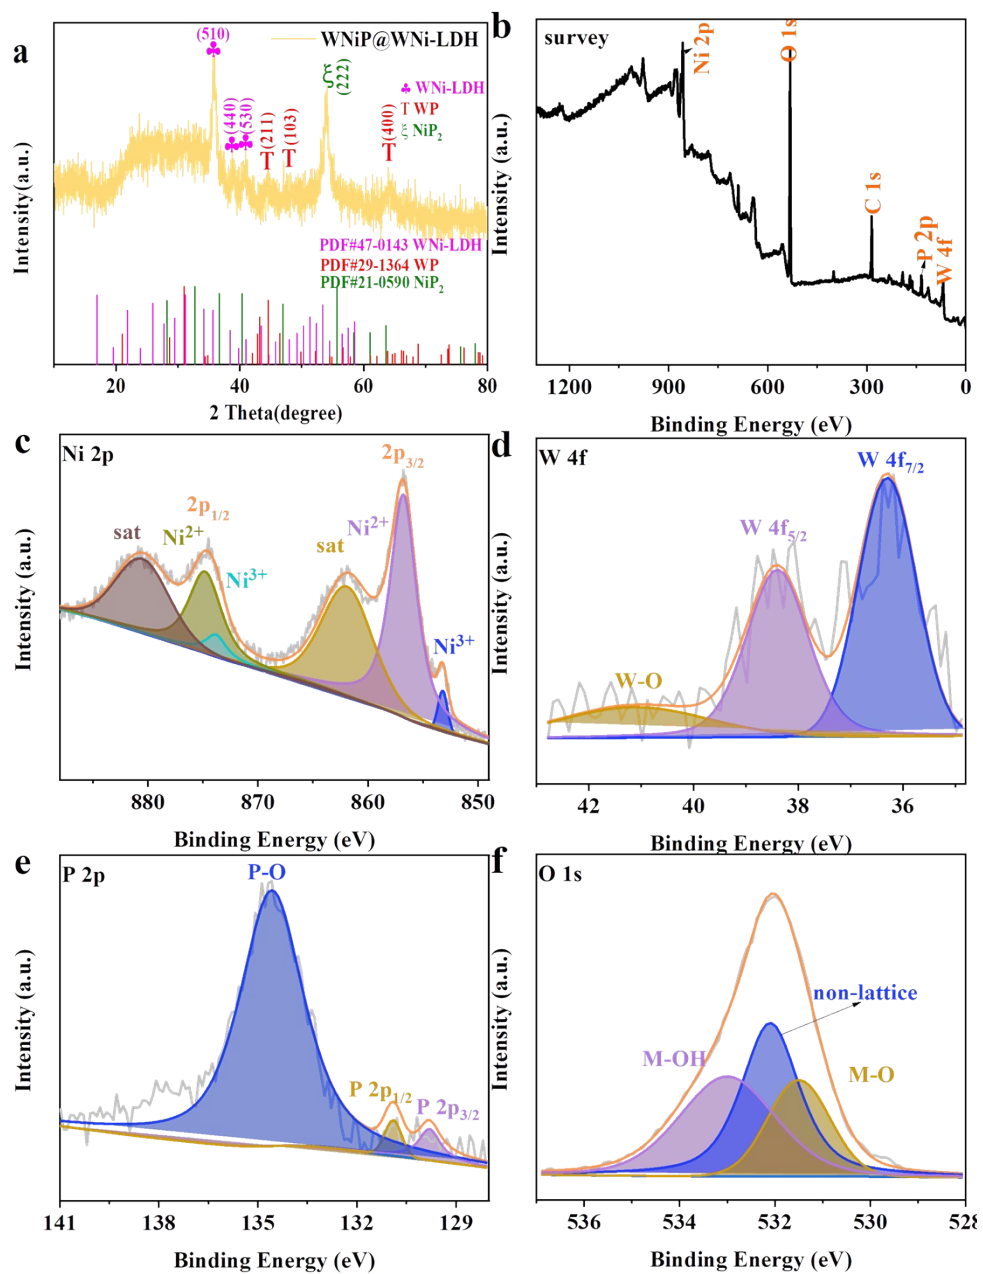 a
(510)
WNiP@WNi-LDH
ξ(222)
♣ WNi-LDH
T WP
ξ NiP₂
♣(440)
♣(530)
T(211)
T(103)
T(400)
PDF#47-0143 WNi-LDH
PDF#29-1364 WP
PDF#21-0590 NiP₂
Intensity(a.u.)
20 40 60 80
2 Theta(degree)
b
survey
Ni 2p
O 1s
C 1s
P 2p
W 4f
Intensity (a.u.)
1200 900 600 300 0
Binding Energy (eV)
c
Ni 2p
2p₃/₂
2p₁/₂
Ni²⁺
sat
Ni²⁺
sat
Ni³⁺
Ni³⁺
Intensity (a.u.)
880 870 860 850
Binding Energy (eV)
d
W 4f
W 4f₇/₂
W 4f₅/₂
W-O
Intensity (a.u.)
42 40 38 36
Binding Energy (eV)
e
P 2p
P-O
P 2p₁/₂
P 2p₃/₂
Intensity (a.u.)
141 138 135 132 129
Binding Energy (eV)
f
O 1s
non-lattice
M-OH
M-O
Intensity (a.u.)
536 534 532 530 528
Binding Energy (eV)